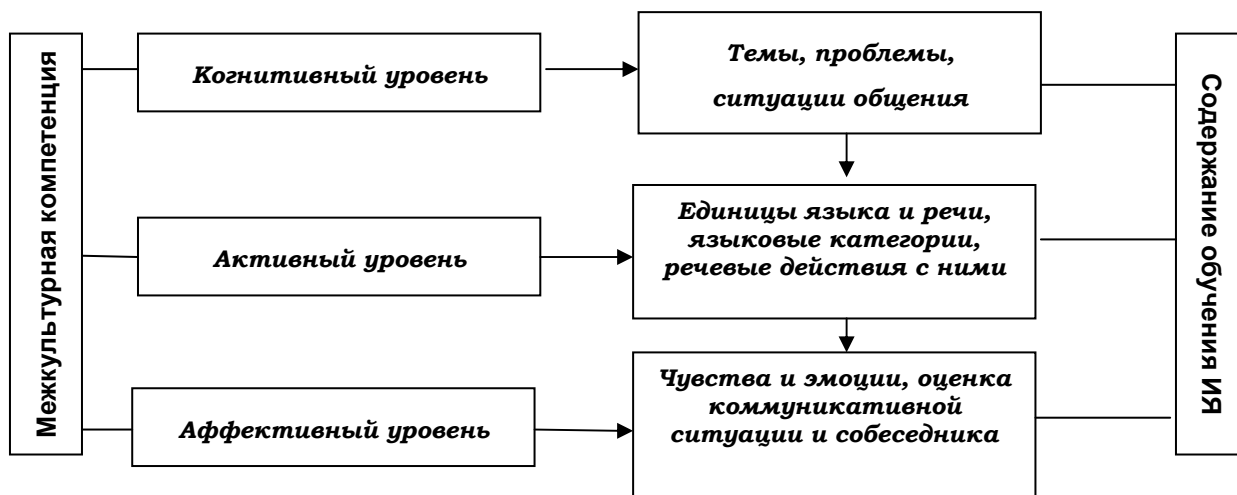 Межкультурная компетенция
Когнитивный уровень
Темы, проблемы,
ситуации общения
Активный уровень
Единицы языка и речи,
языковые категории,
речевые действия с ними
Аффективный уровень
Чувства и эмоции, оценка
коммуникативной
ситуации и собеседника
Содержание обучения ИЯ